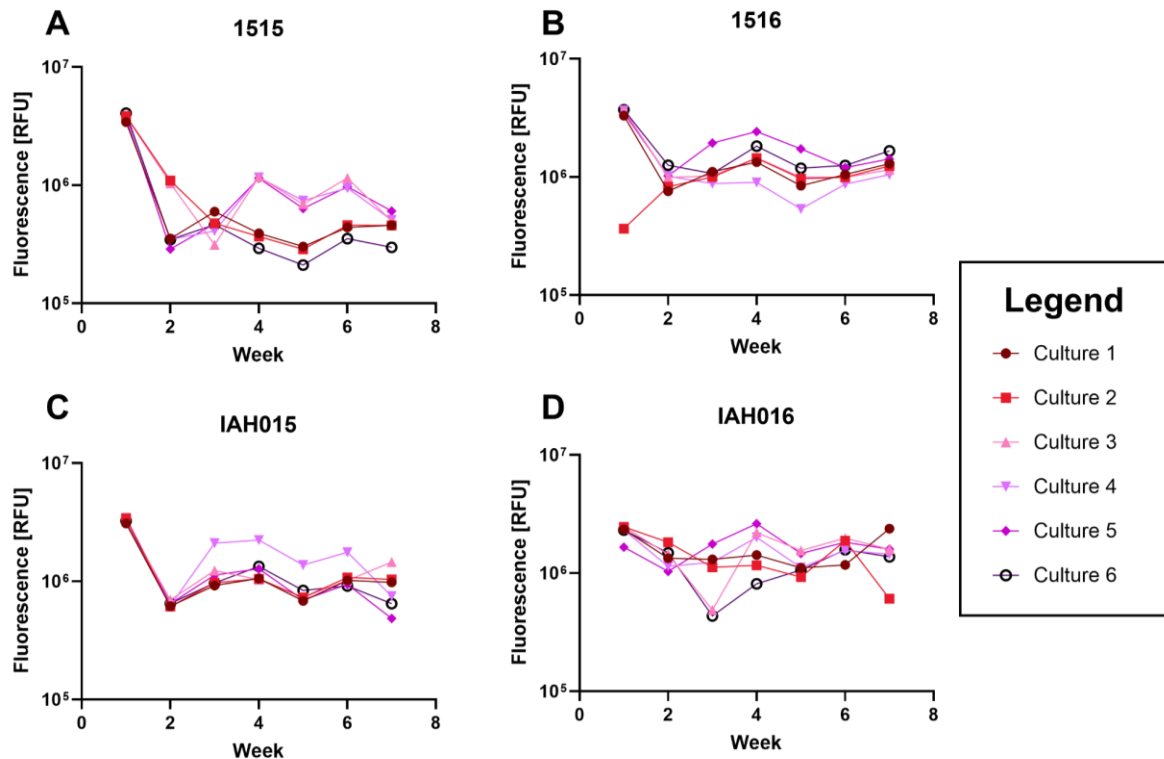 A
1515
Fluorescence [RFU]
10⁷
10⁶
10⁵
0 2 4 6 8
Week
B
1516
Fluorescence [RFU]
10⁷
10⁶
10⁵
0 2 4 6 8
Week
C
IAH015
Fluorescence [RFU]
10⁷
10⁶
10⁵
0 2 4 6 8
Week
D
IAH016
Fluorescence [RFU]
10⁷
10⁶
10⁵
0 2 4 6 8
Week
Legend
Culture 1
Culture 2
Culture 3
Culture 4
Culture 5
Culture 6